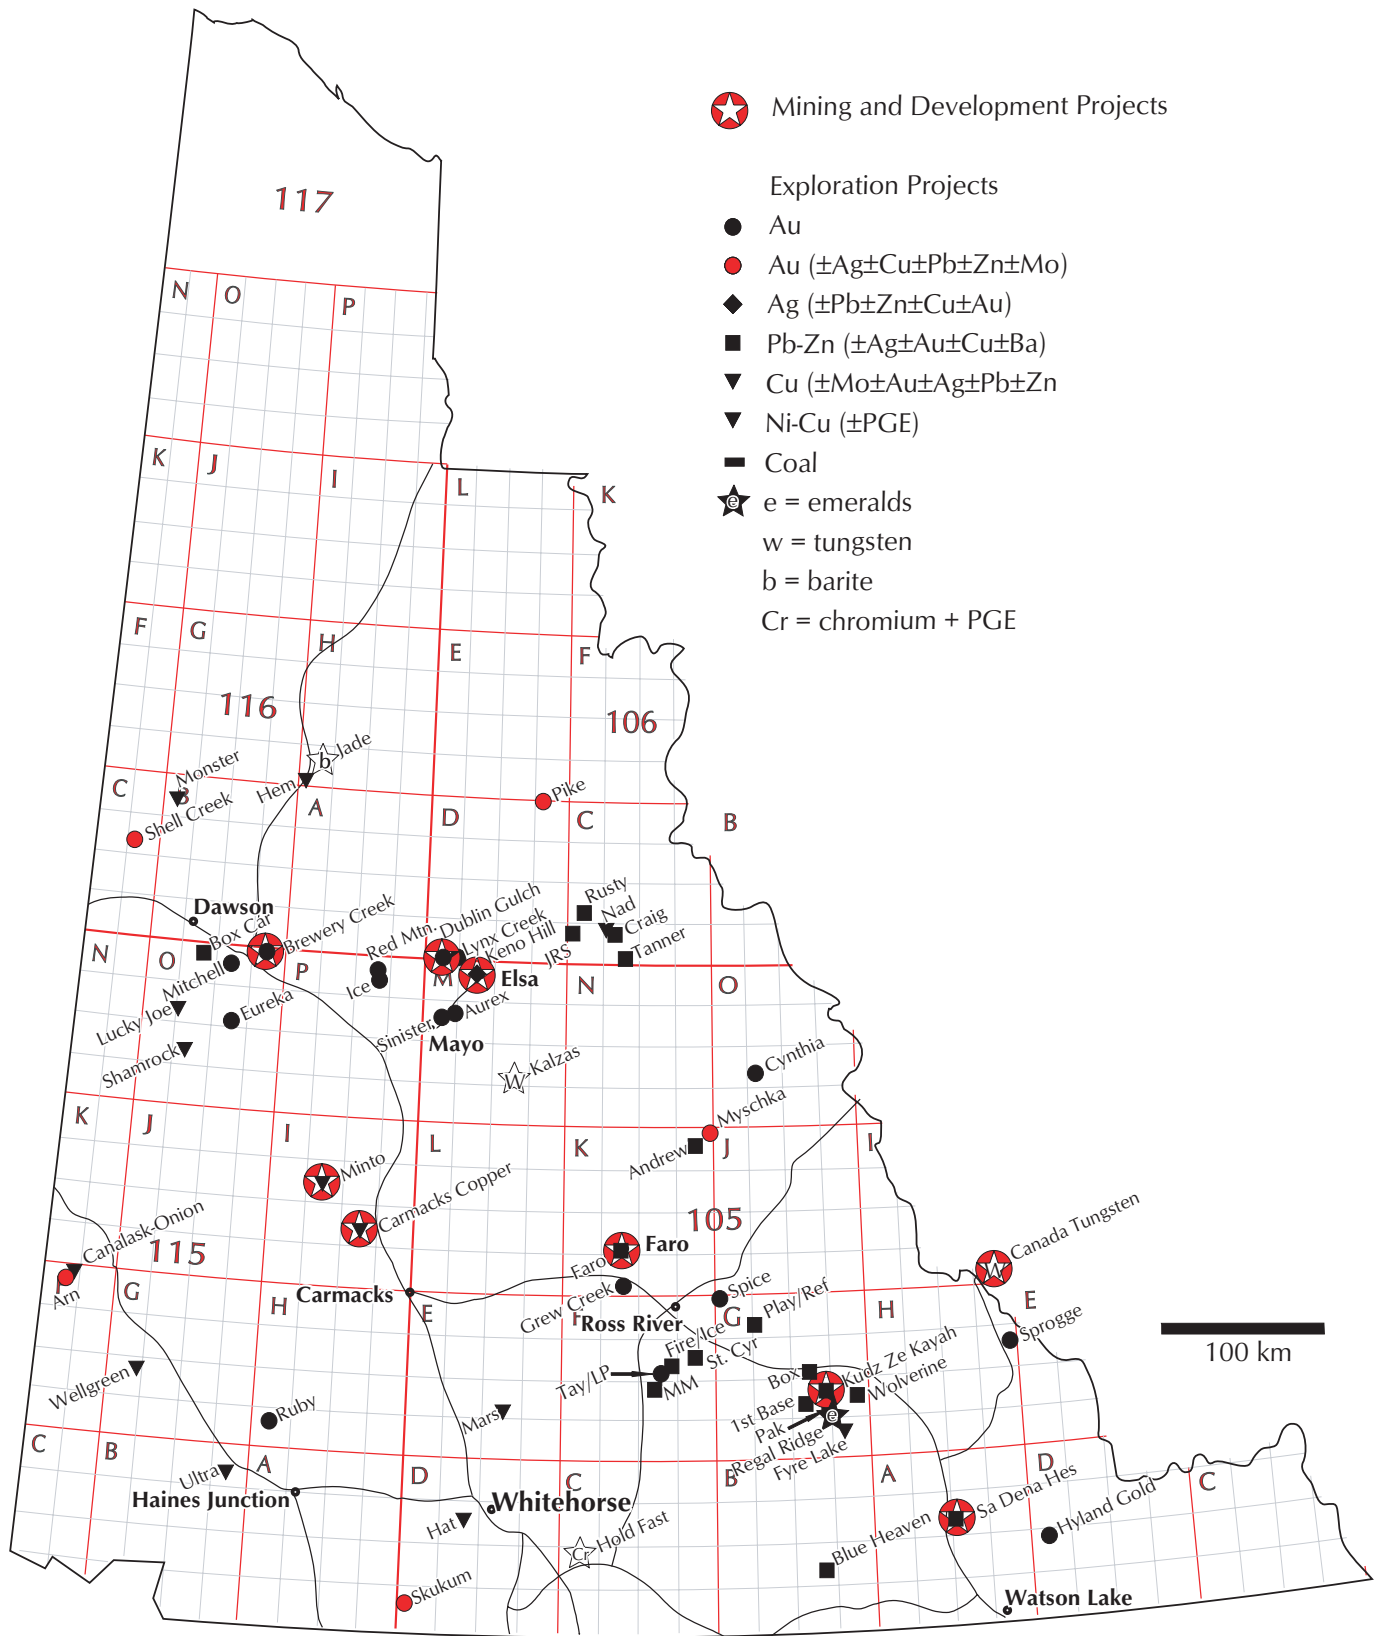 Mining and Development Projects
117
Exploration Projects
Au
Au (±Ag±Cu±Pb±Zn±Mo)
N
O
P
Ag (±Pb±Zn±Cu±Au)
Pb-Zn (±Ag±Au±Cu±Ba)
Cu (±Mo±Au±Ag±Pb±Zn
Ni-Cu (±PGE)
K
J
I
Coal
L
K
e
e = emeralds
w = tungsten
b = barite
Cr = chromium + PGE
F
G
H
E
F
116
106
b
Jade
Monster
Hem
C
B
A
D
Pike
C
B
Shell Creek
Dawson
Box Car
Brewery Creek
Red Mtn.
Dublin Gulch
Lynx Creek
Keno Hill
Rusty
Nad
Craig
Tanner
JRS
N
O
P
Mitchell
Ice
M
Elsa
N
O
Lucky Joe
Eureka
Sinister
Aurex
Mayo
Shamrock
W
Kalzas
Cynthia
K
J
I
L
K
Myschka
J
I
Andrew
Minto
Carmacks Copper
105
Canalask-Onion
115
Faro
Faro
W
Canada Tungsten
F
Arn
G
H
Carmacks
E
Grew Creek
F
Ross River
Spice
G
Play/Ref
H
E
Sprogge
100 km
Fire/Ice
St. Cyr
Tay/LP
MM
Wellgreen
Box
Kudz Ze Kayah
Wolverine
1st Base
Pak
e
Regal Ridge
Fyre Lake
Ruby
Mars
C
B
Ultra
A
D
C
B
A
D
C
Haines Junction
Whitehorse
Sa Dena Hes
Hat
Cr
Hold Fast
Blue Heaven
Hyland Gold
Skukum
Watson Lake